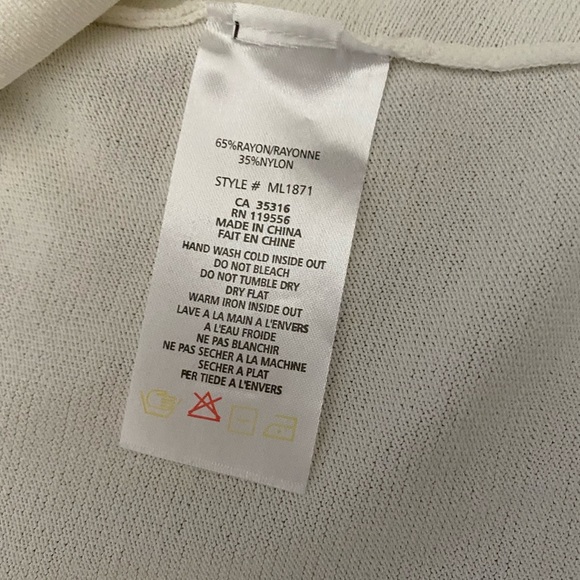 65%RAYON/RAYONNE
35%NYLON
STYLE # ML1871
CA 35316
RN 119556
MADE IN CHINA
FAIT EN CHINE
HAND WASH COLD INSIDE OUT
DO NOT BLEACH
DO NOT TUMBLE DRY
DRY FLAT
WARM IRON INSIDE OUT
LAVE A LA MAIN A L'ENVERS
A L'EAU FROIDE
NE PAS BLANCHIR
NE PAS SECHER A LA MACHINE
SECHER A PLAT
PER TIEDE A L'ENVERS